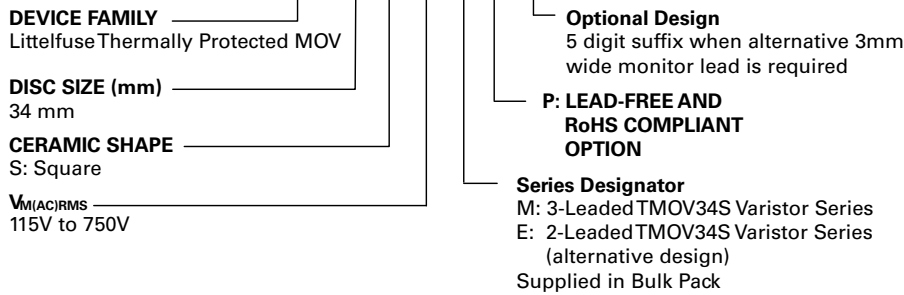 DEVICE FAMILY
Littelfuse Thermally Protected MOV
DISC SIZE (mm)
34 mm
CERAMIC SHAPE
S: Square
VM(AC)RMS
115V to 750V
Optional Design
5 digit suffix when alternative 3mm
wide monitor lead is required
P: LEAD-FREE AND
RoHS COMPLIANT
OPTION
Series Designator
M: 3-Leaded TMOV34S Varistor Series
E: 2-Leaded TMOV34S Varistor Series
(alternative design)
Supplied in Bulk Pack